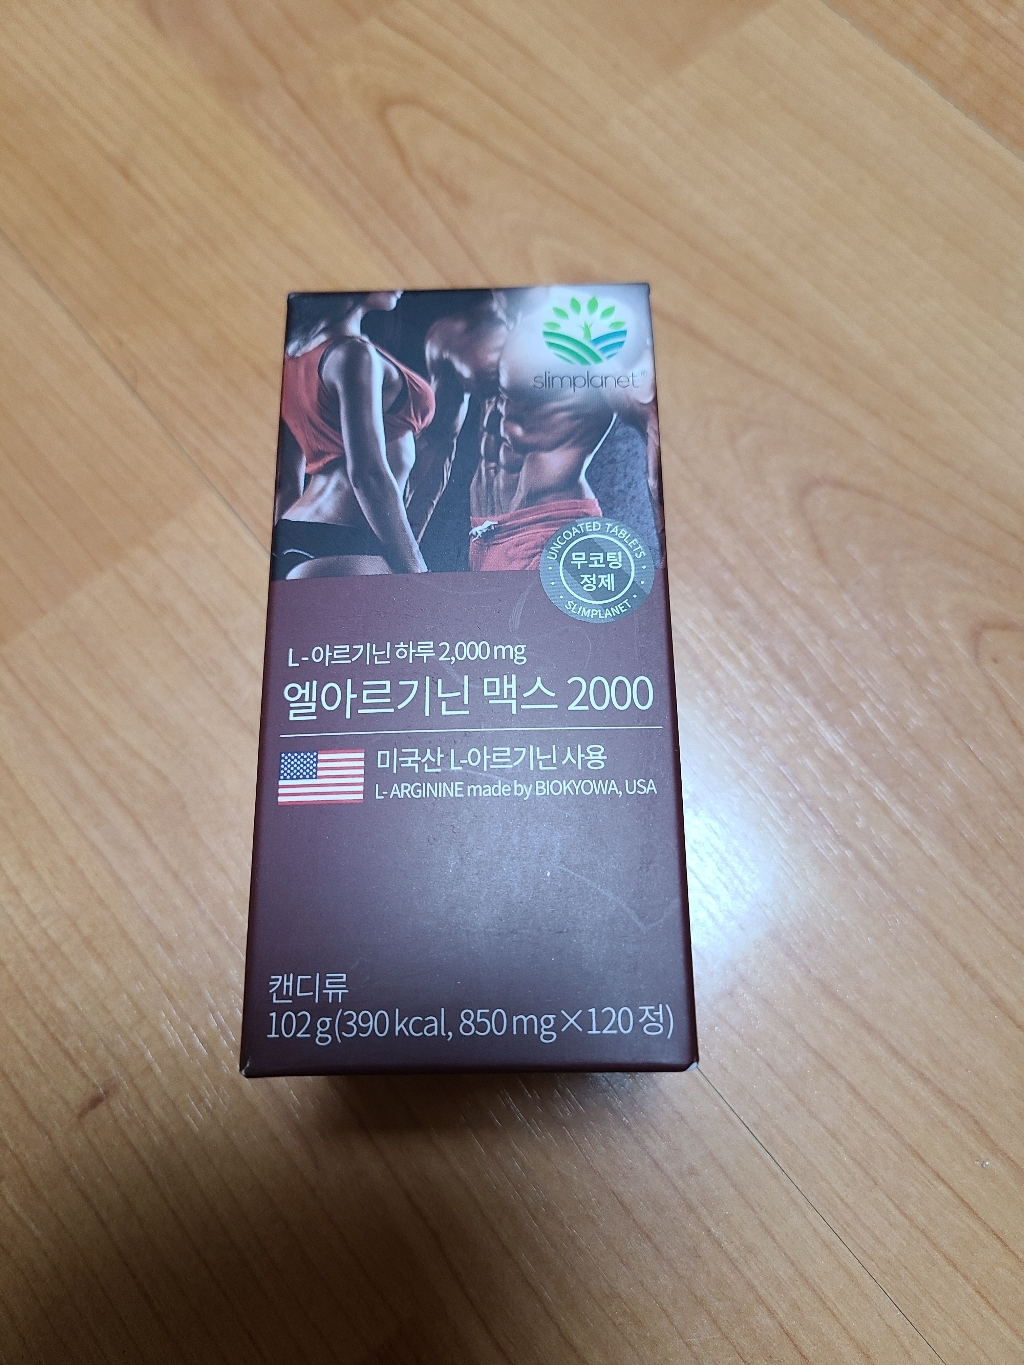 slimplanet
UNCOATED TABLETS
무코팅
정제
SLIMPLANET
L-아르기닌 하루 2,000 mg
엘아르기닌 맥스 2000
미국산 L-아르기닌 사용
L- ARGININE made by BIOKYOWA, USA
캔디류
102 g(390 kcal, 850 mg×120 정)